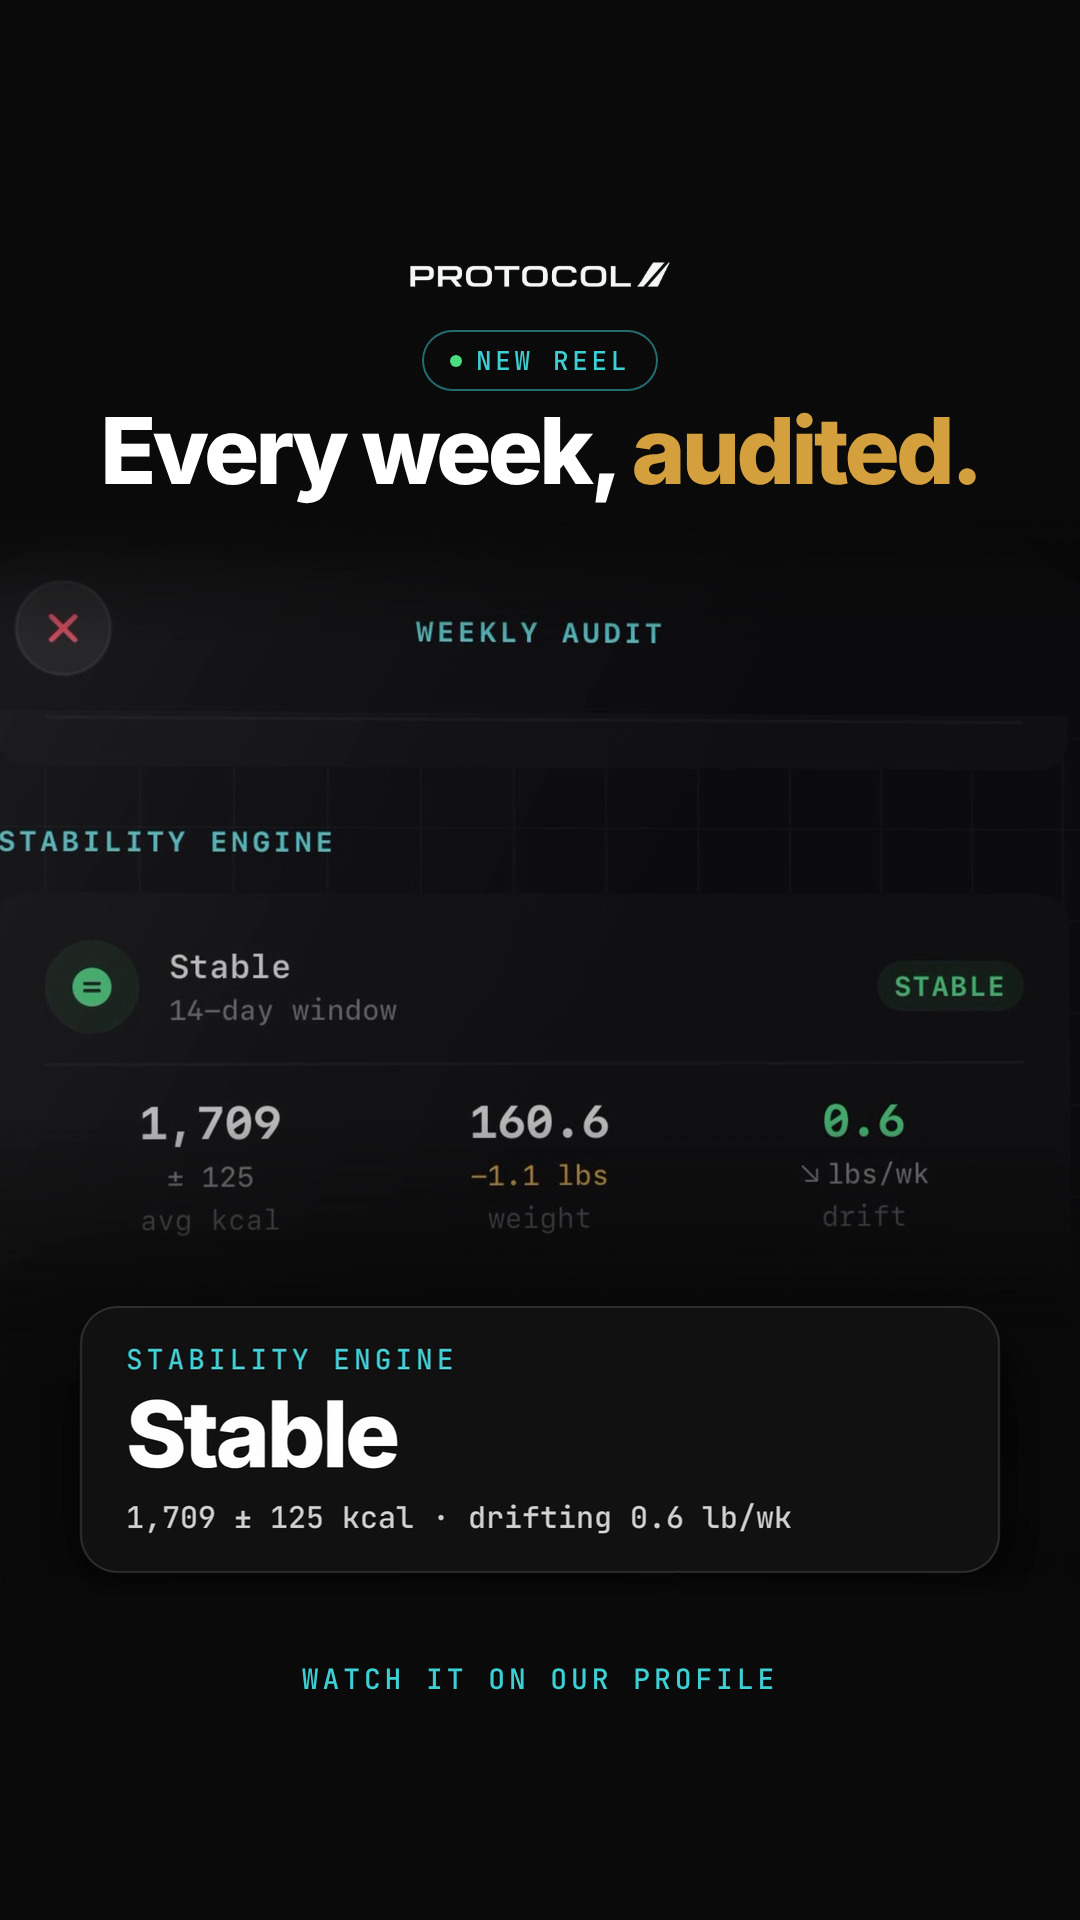 PROTOCOL
NEW REEL
Every week, audited.
WEEKLY AUDIT
STABILITY ENGINE
Stable
14-day window
STABLE
1,709
± 125
avg kcal
160.6
−1.1 lbs
weight
0.6
↘ lbs/wk
drift
STABILITY ENGINE
Stable
1,709 ± 125 kcal · drifting 0.6 lb/wk
WATCH IT ON OUR PROFILE